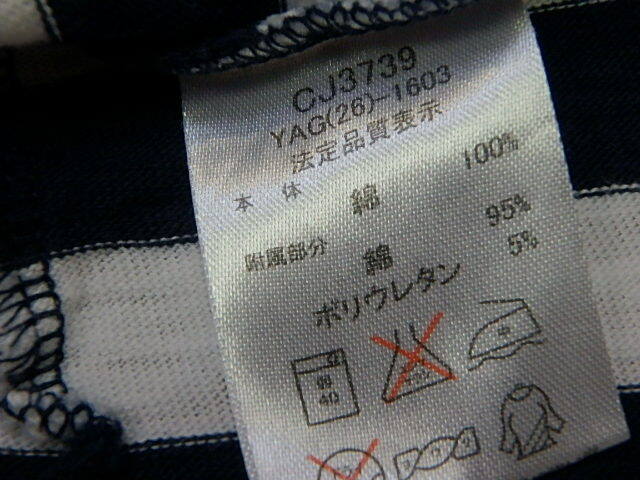 CJ3739
YAG(26)-1603
法定品質表示
本 体 綿 100%
附属部分 綿 95%
ポリウレタン 5%
40